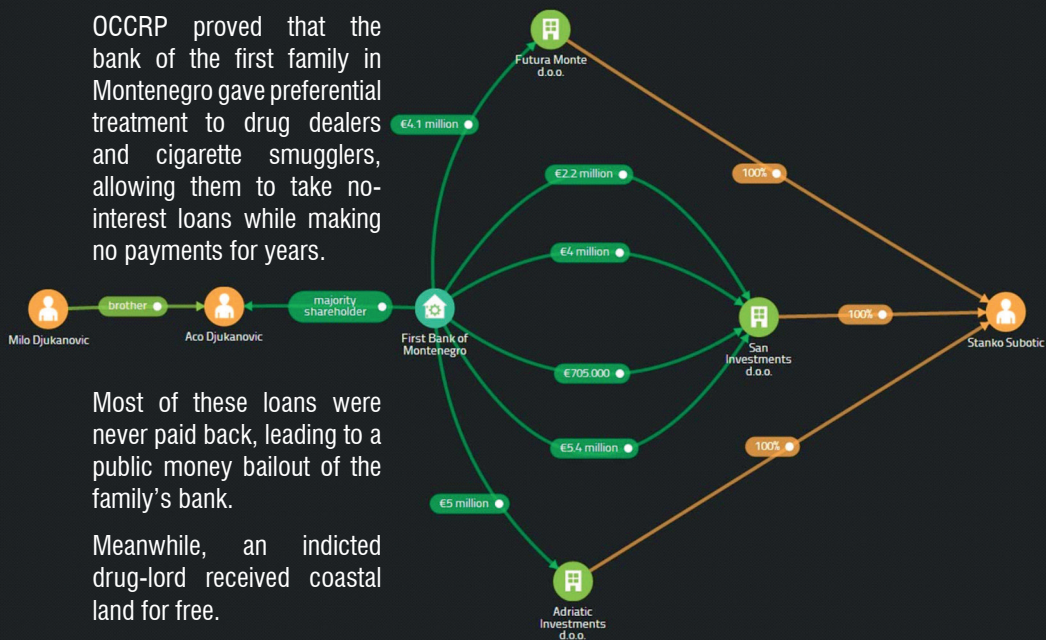 OCCRP proved that the
bank of the first family in
Montenegro gave preferential
treatment to drug dealers
and cigarette smugglers,
allowing them to take no-
interest loans while making
no payments for years.
Futura Monte
d.o.o.
€4.1 million
€2.2 million
100%
€4 million
brother
majority
shareholder
100%
Milo Djukanovic
Aco Djukanovic
First Bank of
Montenegro
San
Investments
d.o.o.
Stanko Subotic
€705.000
Most of these loans were
never paid back, leading to a
public money bailout of the
family’s bank.
€5.4 million
100%
€5 million
Meanwhile, an indicted
drug-lord received coastal
land for free.
Adriatic
Investments
d.o.o.